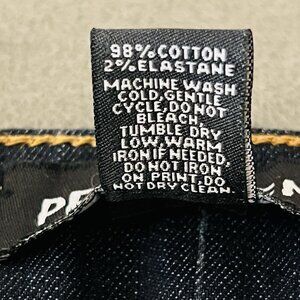 98% COTTON
2% ELASTANE
MACHINE WASH
COLD, GENTLE
CYCLE, DO NOT
BLEACH,
TUMBLE DRY
LOW, WARM
IRON IF NEEDED,
DO NOT IRON
ON PRINT, DO
NOT DRY CLEAN.